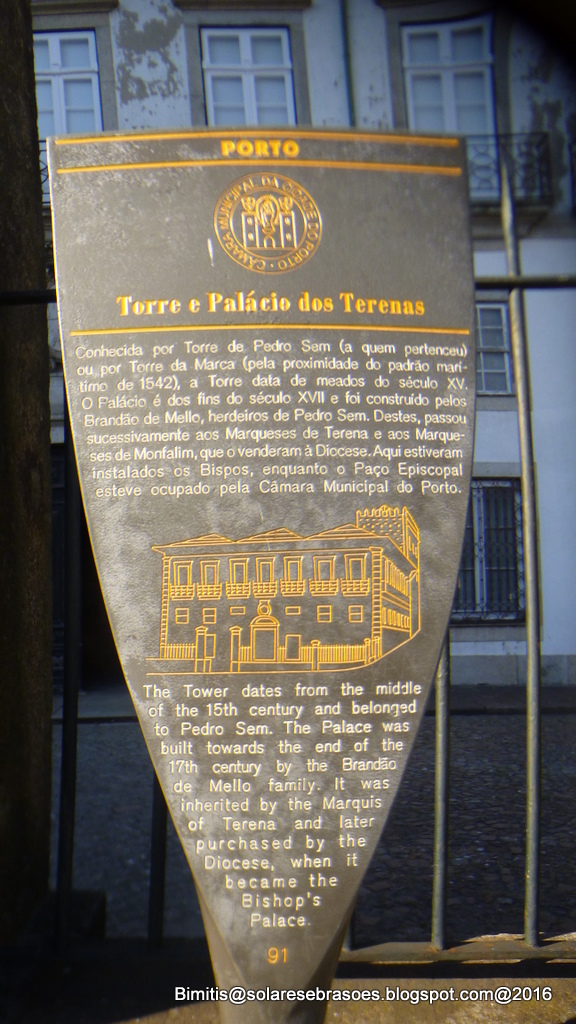 PORTO
CÂMARA MUNICIPAL DA CIDADE DO PORTO
Torre e Palácio dos Terenas
Conhecida por Torre de Pedro Sem (a quem pertenceu)
ou por Torre da Marca (pela proximidade do padrão marí-
timo de 1542), a Torre data de meados do século XV.
O Palácio é dos fins do século XVII e foi construído pelos
Brandão de Mello, herdeiros de Pedro Sem. Destes, passou
sucessivamente aos Marqueses de Terena e aos Marque-
ses de Monfalim, que o venderam à Diocese. Aqui estiveram
instalados os Bispos, enquanto o Paço Episcopal
esteve ocupado pela Câmara Municipal do Porto.
The Tower dates from the middle
of the 15th century and belonged
to Pedro Sem. The Palace was
built towards the end of the
17th century by the Brandão
de Mello family. It was
inherited by the Marquis
of Terena and later
purchased by the
Diocese, when it
became the
Bishop's
Palace.
91
Bimitis@solaresebrasoes.blogspot.com@2016